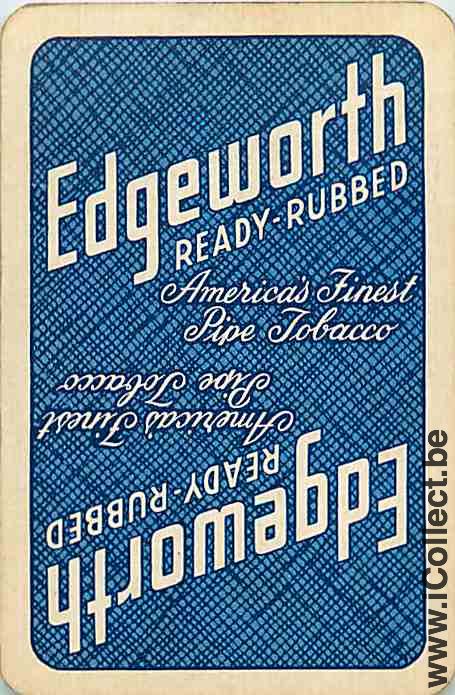 Edgeworth
READY-RUBBED
America's Finest
Pipe Tobacco
Edgeworth
READY-RUBBED
America's Finest
Pipe Tobacco
www.ICollect.be